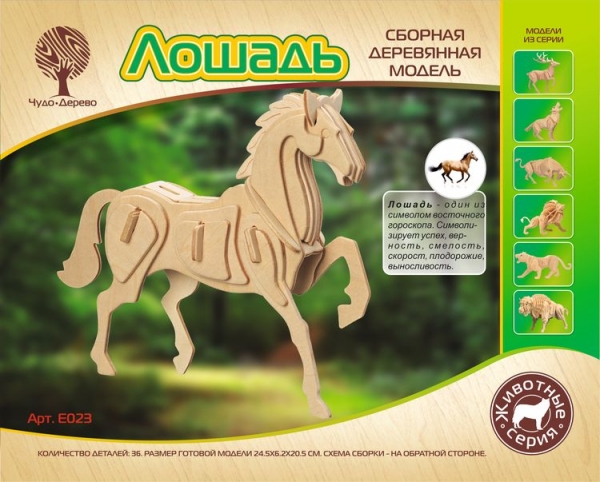 Чудо-Дерево
Лошадь
СБОРНАЯ
ДЕРЕВЯННАЯ
МОДЕЛЬ
МОДЕЛИ
ИЗ СЕРИИ
Лошадь - один из
символом восточного
гороскопа. Символи-
зирует успех, вер-
ность, смелость,
скорост, плодорожие,
выносливость.
Арт. Е023
Животные
серия
КОЛИЧЕСТВО ДЕТАЛЕЙ: 36. РАЗМЕР ГОТОВОЙ МОДЕЛИ 24.5Х6.2Х20.5 СМ. СХЕМА СБОРКИ - НА ОБРАТНОЙ СТОРОНЕ.